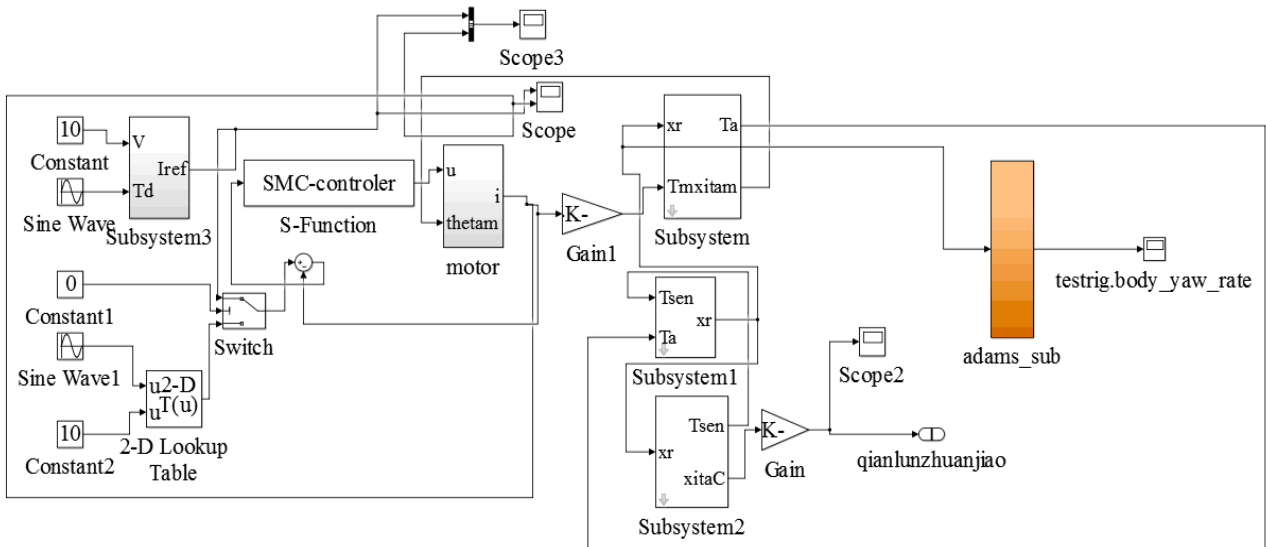 Scope3
Scope
10
Constant
V
Td
Iref
Sine Wave
Subsystem3
SMC-controler
S-Function
u
i
thetam
motor
-K-
Gain1
xr
Ta
Tmxitam
Subsystem
adams_sub
testrig.body_yaw_rate
0
Constant1
Switch
Sine Wave1
u2-D
T(u)
u
2-D Lookup
Table
10
Constant2
Tsen
xr
Ta
Subsystem1
Tsen
xr
xitaC
Subsystem2
K-
Gain
Scope2
qianlunzhuanjiao